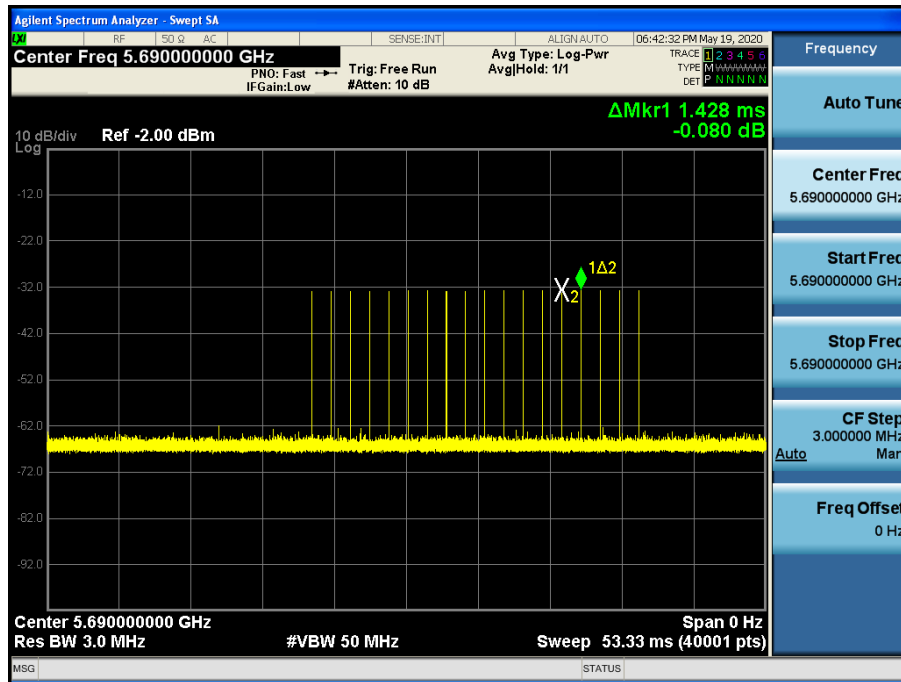 Agilent Spectrum Analyzer - Swept SA
LXI RF 50 Ω AC SENSE:INT ALIGN AUTO 06:42:32 PM May 19, 2020
Center Freq 5.690000000 GHz
PNO: Fast
IFGain:Low
Trig: Free Run
#Atten: 10 dB
Avg Type: Log-Pwr
Avg|Hold: 1/1
TRACE 1 2 3 4 5 6
TYPE M WWWWW
DET P N N N N N
ΔMkr1 1.428 ms
-0.080 dB
10 dB/div Ref -2.00 dBm
Log
-12.0
-22.0
-32.0
-42.0
-52.0
-62.0
-72.0
-82.0
-92.0
1Δ2
X2
Center 5.690000000 GHz Span 0 Hz
Res BW 3.0 MHz #VBW 50 MHz Sweep 53.33 ms (40001 pts)
MSG STATUS
Frequency
Auto Tune
Center Freq
5.690000000 GHz
Start Freq
5.690000000 GHz
Stop Freq
5.690000000 GHz
CF Step
3.000000 MHz
Auto Man
Freq Offset
0 Hz